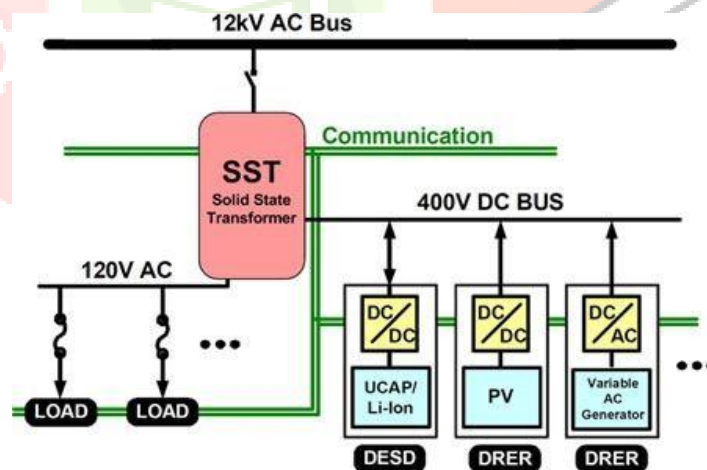 12kV AC Bus
Communication
SST
Solid State
Transformer
400V DC BUS
120V AC
DC
DC
DC
DC
DC
AC
UCAP/
Li-Ion
PV
Variable
AC
Generator
LOAD
LOAD
DESD
DRER
DRER